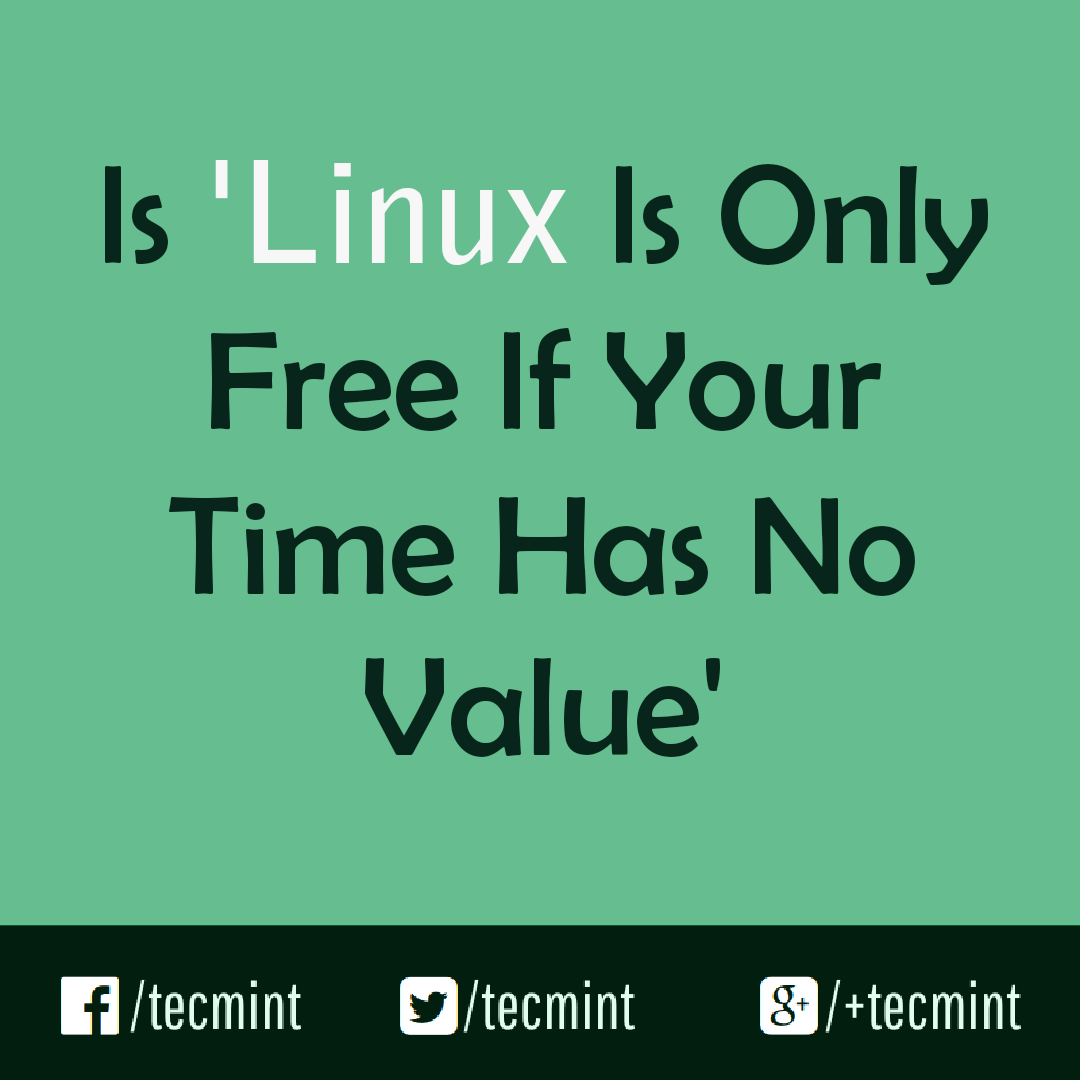 Is 'Linux Is Only
Free If Your
Time Has No
Value'
f/tecmint /tecmint g+/+tecmint